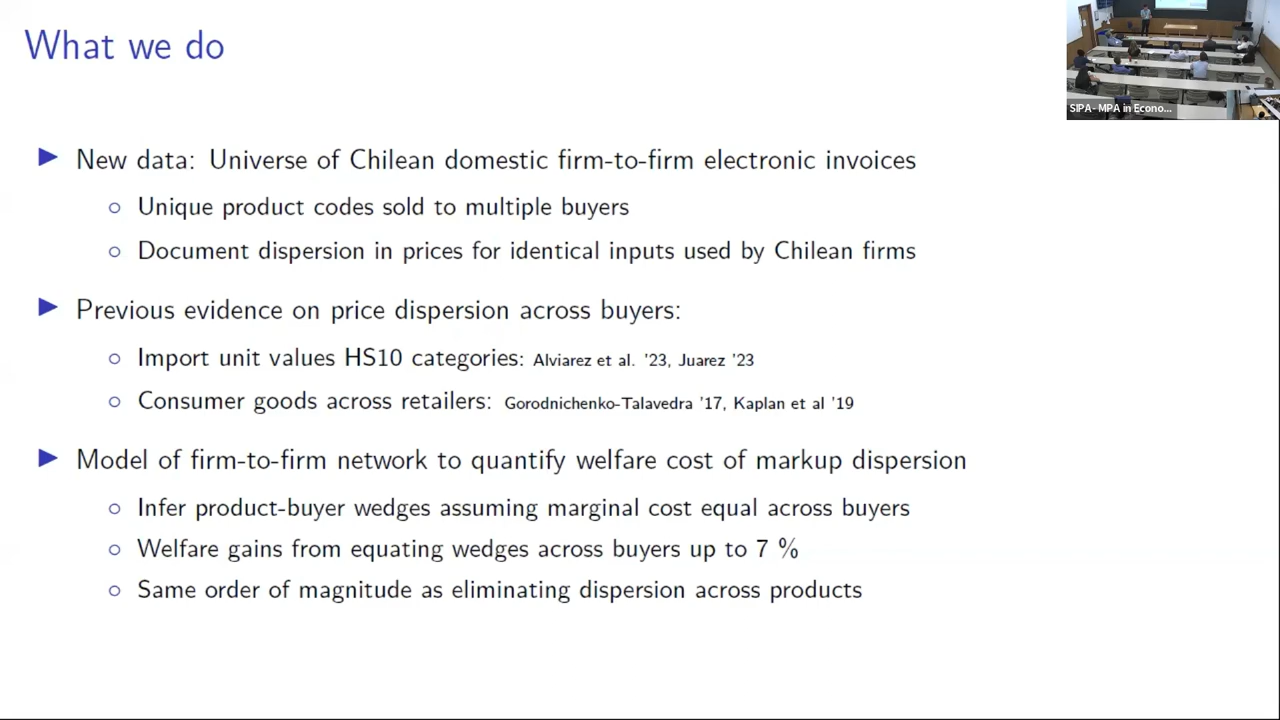 What we do
SIPA- MPA in Econo...
▶ New data: Universe of Chilean domestic firm-to-firm electronic invoices
○ Unique product codes sold to multiple buyers
○ Document dispersion in prices for identical inputs used by Chilean firms
▶ Previous evidence on price dispersion across buyers:
○ Import unit values HS10 categories: Alviarez et al. '23, Juarez '23
○ Consumer goods across retailers: Gorodnichenko-Talavedra '17, Kaplan et al '19
▶ Model of firm-to-firm network to quantify welfare cost of markup dispersion
○ Infer product-buyer wedges assuming marginal cost equal across buyers
○ Welfare gains from equating wedges across buyers up to 7 %
○ Same order of magnitude as eliminating dispersion across products